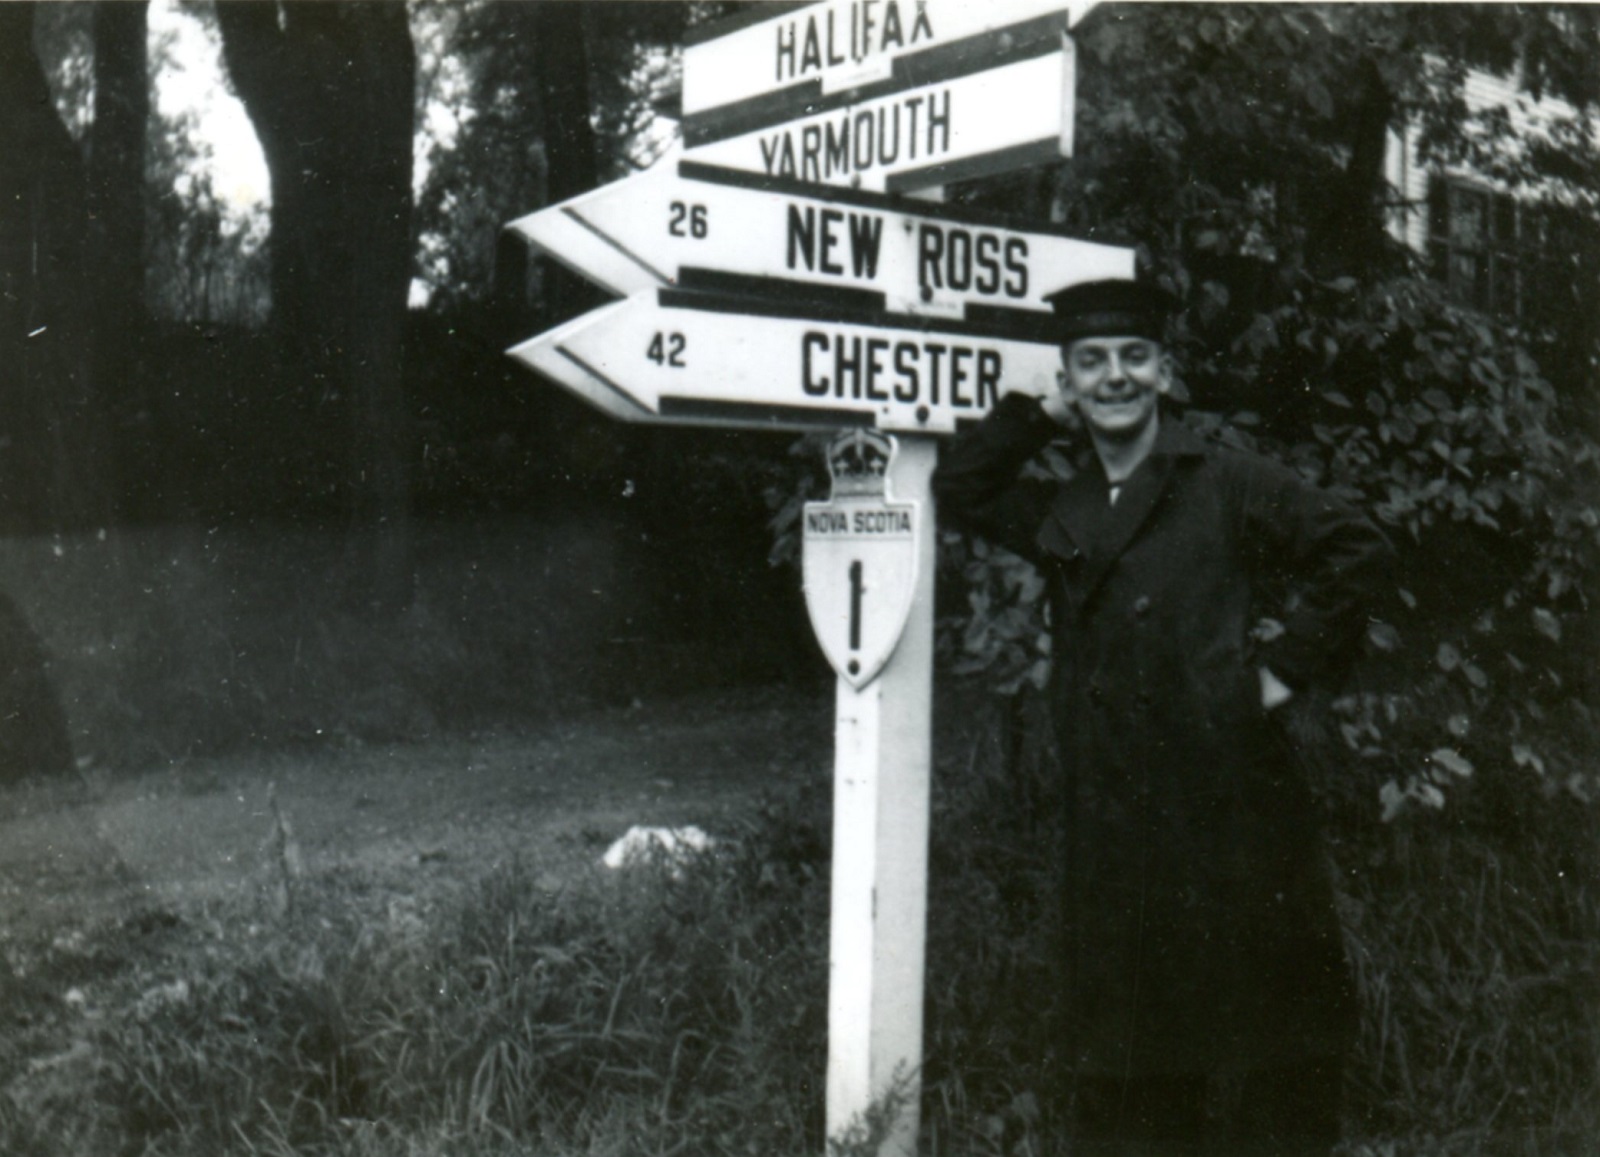 HALIFAX
YARMOUTH
26 NEW ROSS
42 CHESTER
NOVA SCOTIA
1